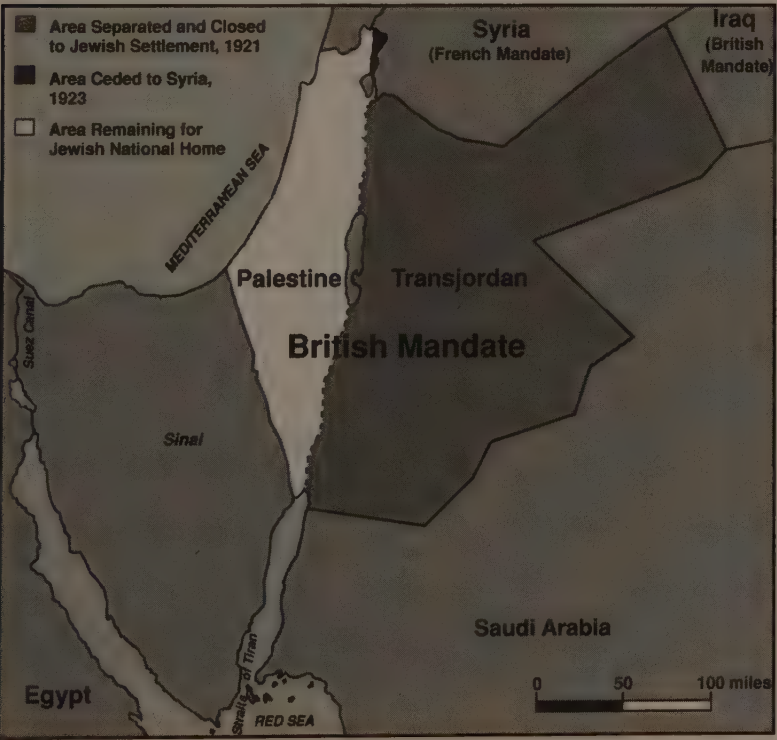 Area Separated and Closed
to Jewish Settlement, 1921
Area Ceded to Syria,
1923
Area Remaining for
Jewish National Home
Syria
(French Mandate)
Iraq
(British
Mandate)
MEDITERRANEAN SEA
Palestine
Transjordan
British Mandate
Suez Canal
Sinai
Saudi Arabia
Egypt
Straits of Tiran
RED SEA
0 50 100 miles